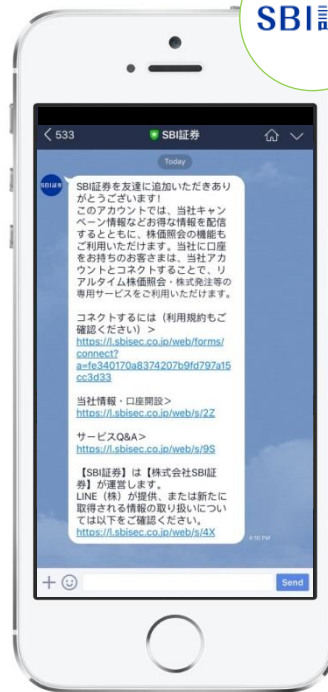 SBI証
533
SBI証券
Today
SBI証券
SBI証券を友達に追加いただきあり
がとうございます!
このアカウントでは、当社キャン
ペーン情報などお得な情報を配信
するとともに、株価照会の機能も
ご利用いただけます。当社に口座
をお持ちのお客さまは、当社アカ
ウントとコネクトすることで、リ
アルタイム株価照会・株式発注等の
専用サービスをご利用いただけます。
コネクトするには(利用規約もご
確認ください)>
https://l.sbisec.co.jp/web/forms/
connect?
a=fe340170a8374207b9fd797a15
cc3d33
当社情報・口座開設>
https://l.sbisec.co.jp/web/s/2Z
サービスQ&A>
https://l.sbisec.co.jp/web/s/9S
【SBI証券】は【株式会社SBI証
券】が運営します。
LINE(株)が提供、または新たに
取得される情報の取り扱いについ
ては以下をご確認ください。
https://l.sbisec.co.jp/web/s/4X
4:50 PM
Send